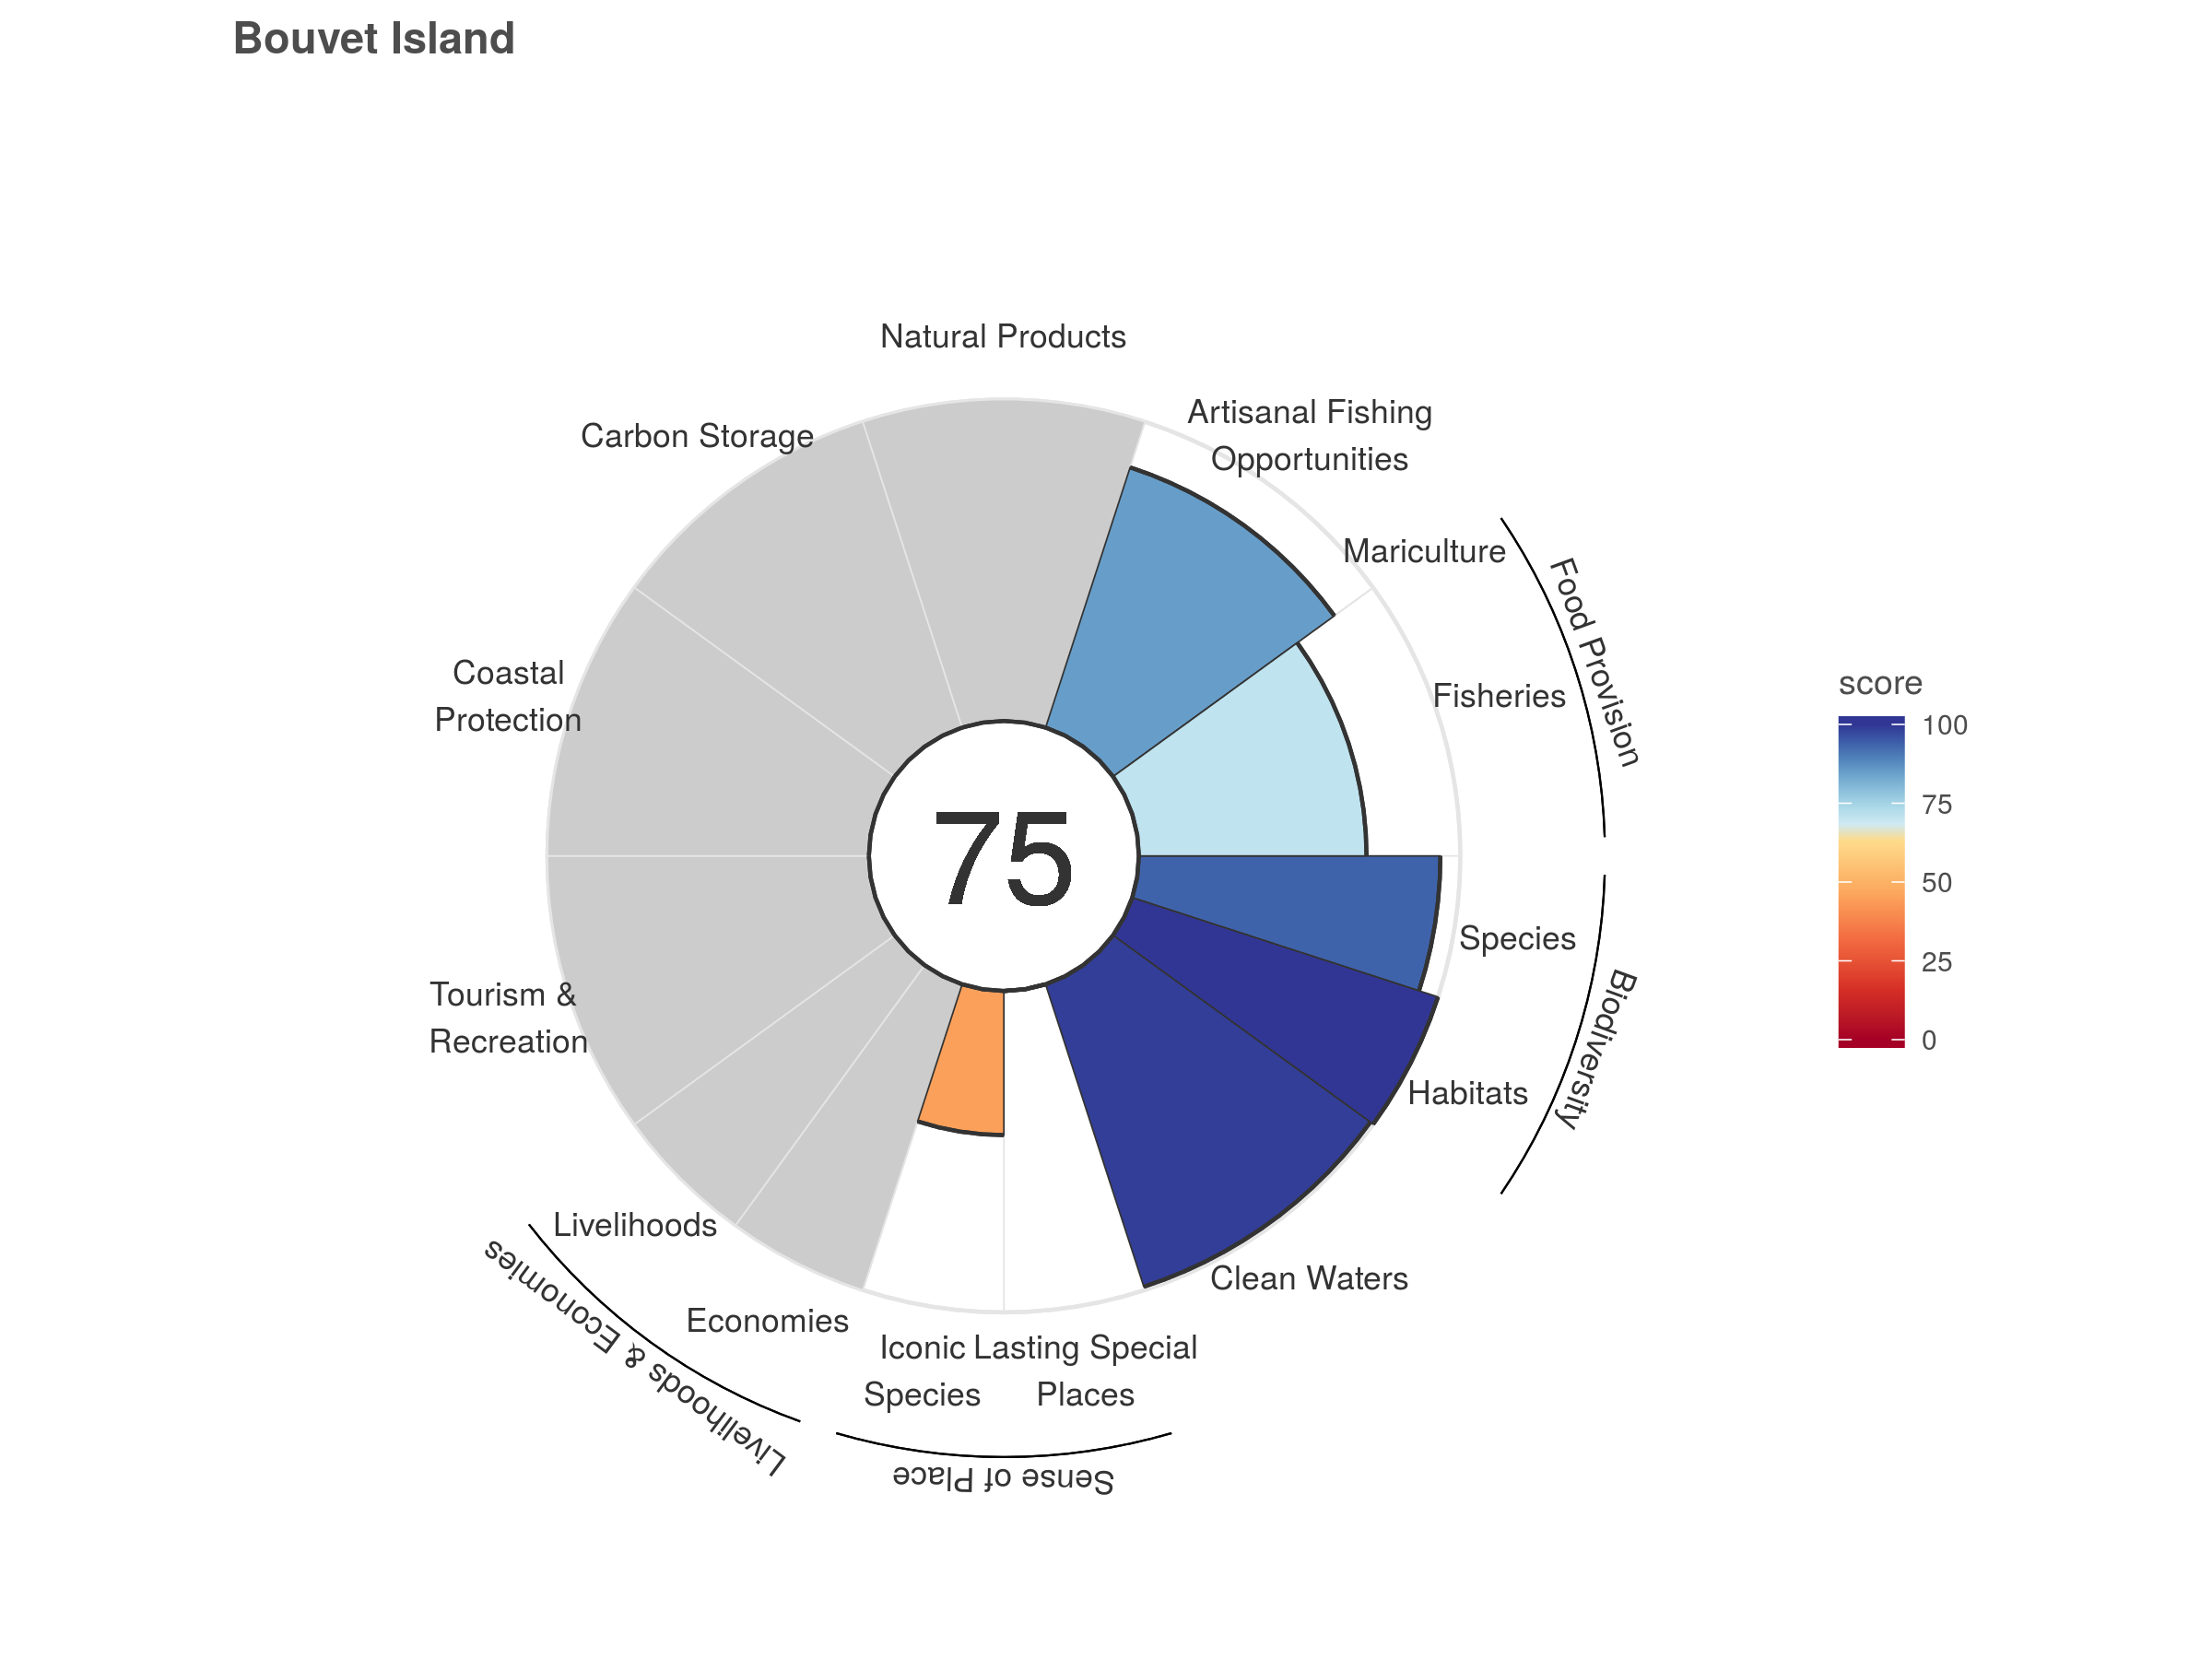 Bouvet Island
Natural Products
Artisanal Fishing
Opportunities
Carbon Storage
Mariculture
Food Provision
Fisheries
Coastal
Protection
score
100
75
50
25
0
75
Species
Biodiversity
Tourism &
Recreation
Habitats
Livelihoods
Clean Waters
Economies
Livelihoods & Economies
Iconic
Species
Lasting Special
Places
Sense of Place